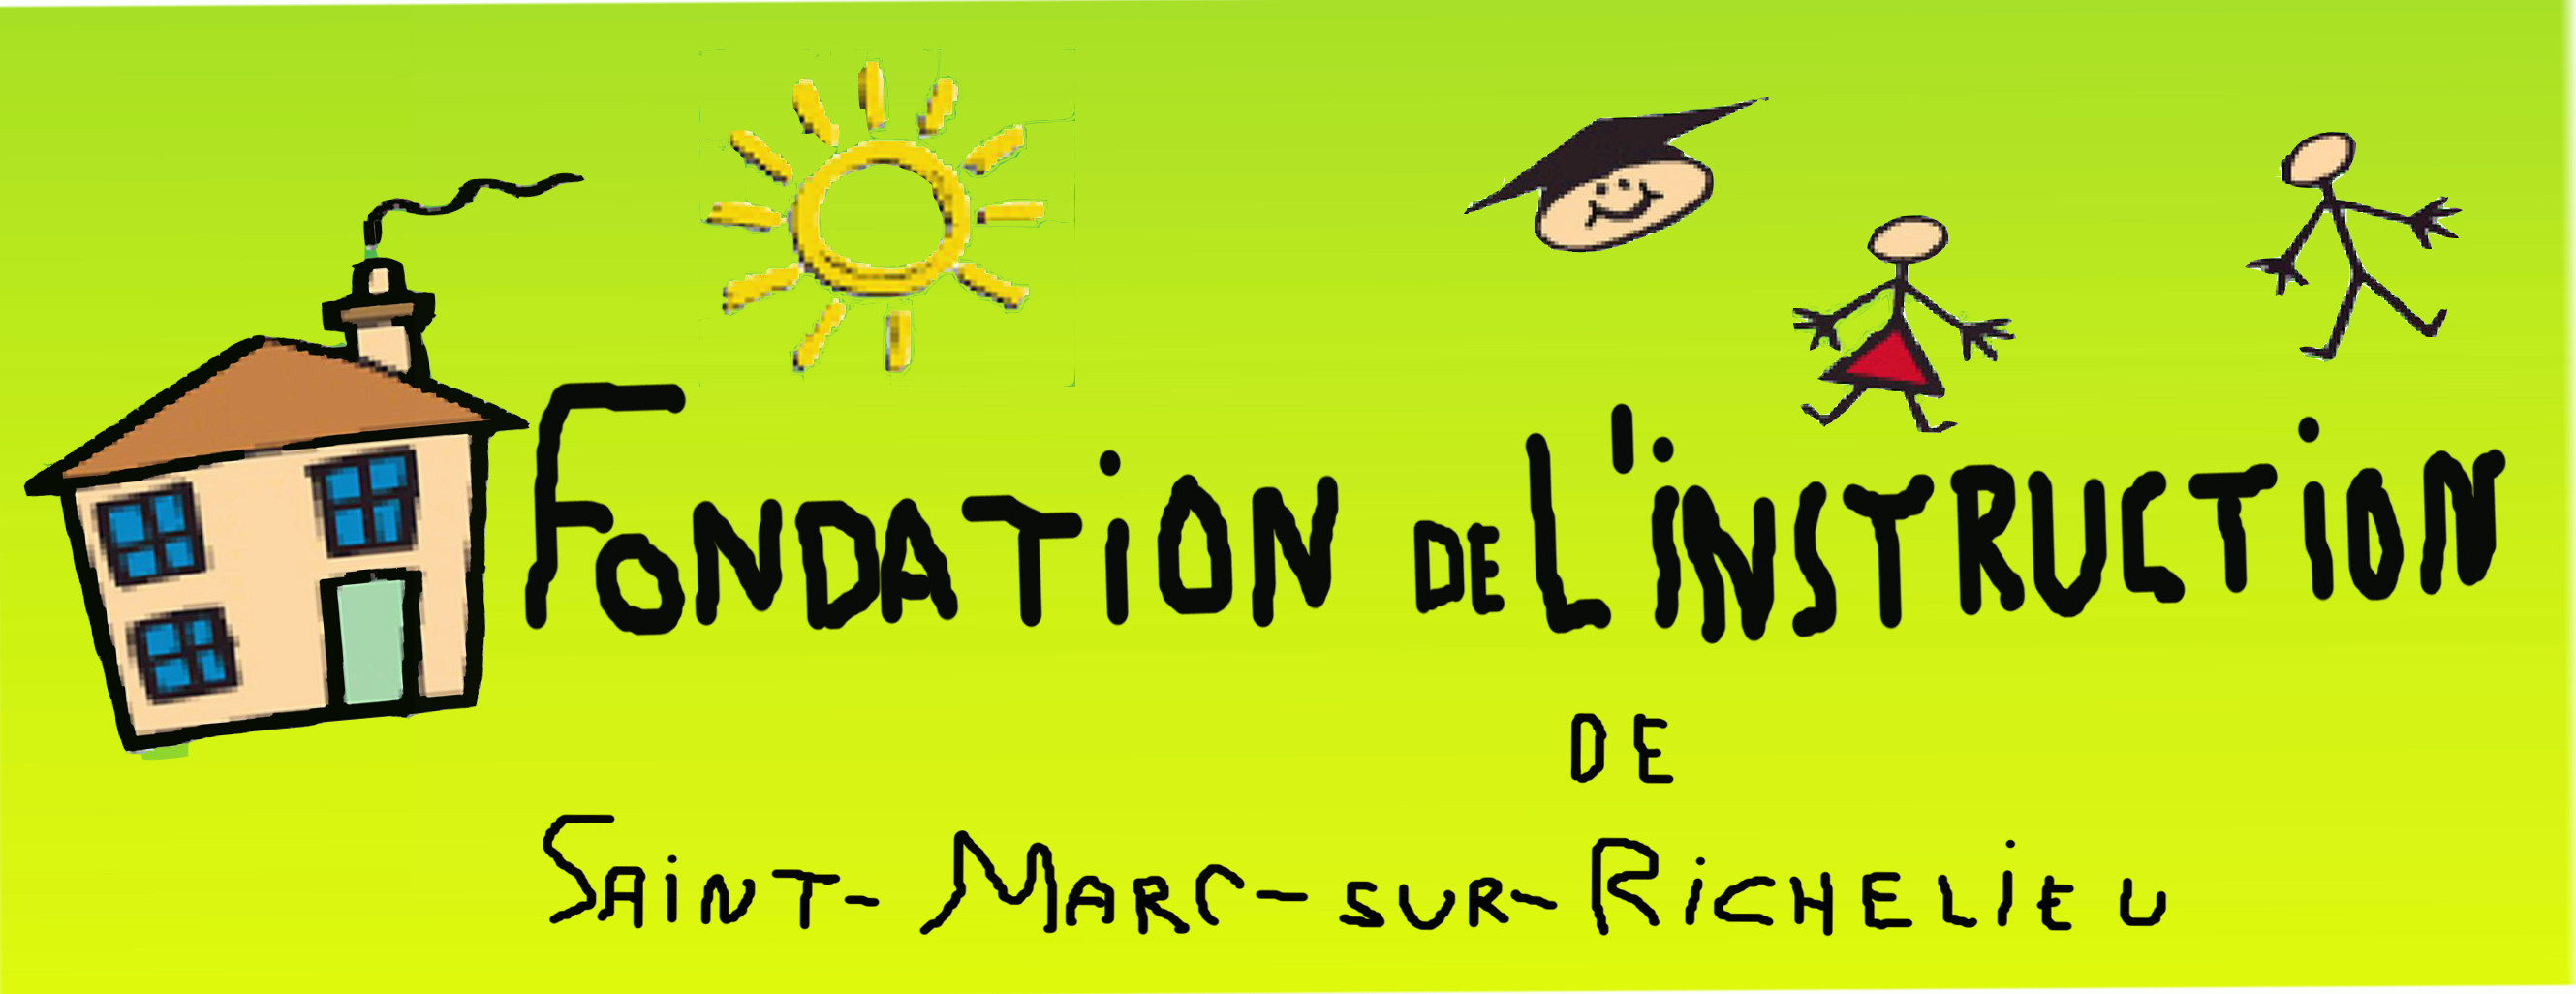 FONDATION DE L'INSTRUCTION
DE
SAINT-MARC-SUR-RICHELIEU